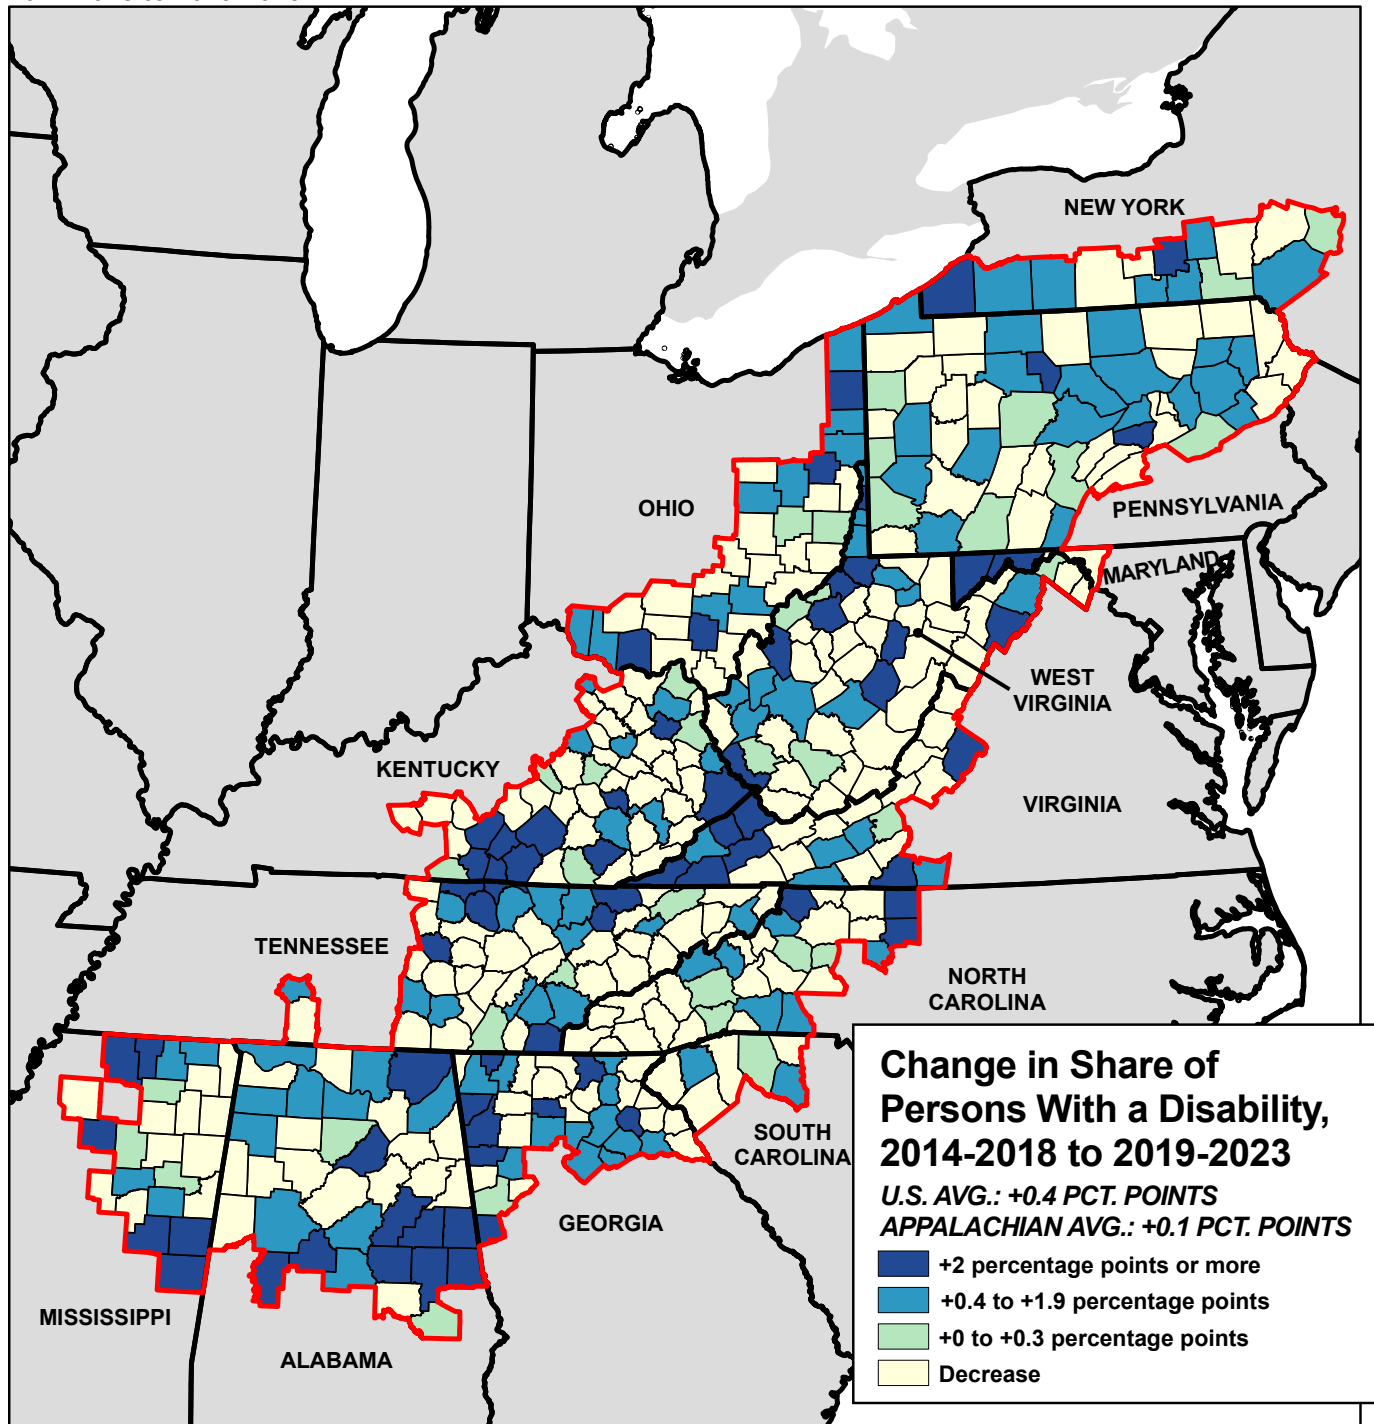 NEW YORK
OHIO
PENNSYLVANIA
MARYLAND
WEST
VIRGINIA
KENTUCKY
VIRGINIA
TENNESSEE
NORTH
CAROLINA
SOUTH
CAROLINA
GEORGIA
MISSISSIPPI
ALABAMA
Change in Share of
Persons With a Disability,
2014-2018 to 2019-2023
U.S. AVG.: +0.4 PCT. POINTS
APPALACHIAN AVG.: +0.1 PCT. POINTS
+2 percentage points or more
+0.4 to +1.9 percentage points
+0 to +0.3 percentage points
Decrease